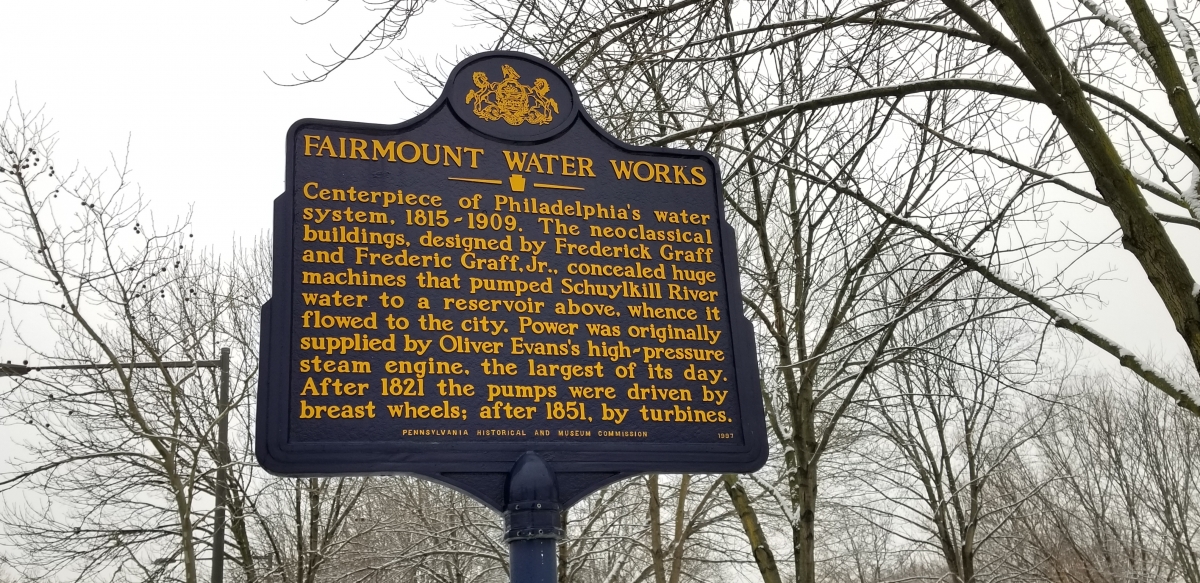 FAIRMOUNT WATER WORKS
Centerpiece of Philadelphia's water
system, 1815~1909. The neoclassical
buildings, designed by Frederick Graff
and Frederic Graff, Jr., concealed huge
machines that pumped Schuylkill River
water to a reservoir above, whence it
flowed to the city. Power was originally
supplied by Oliver Evans's high-pressure
steam engine, the largest of its day.
After 1821 the pumps were driven by
breast wheels; after 1851, by turbines.
PENNSYLVANIA HISTORICAL AND MUSEUM COMMISSION